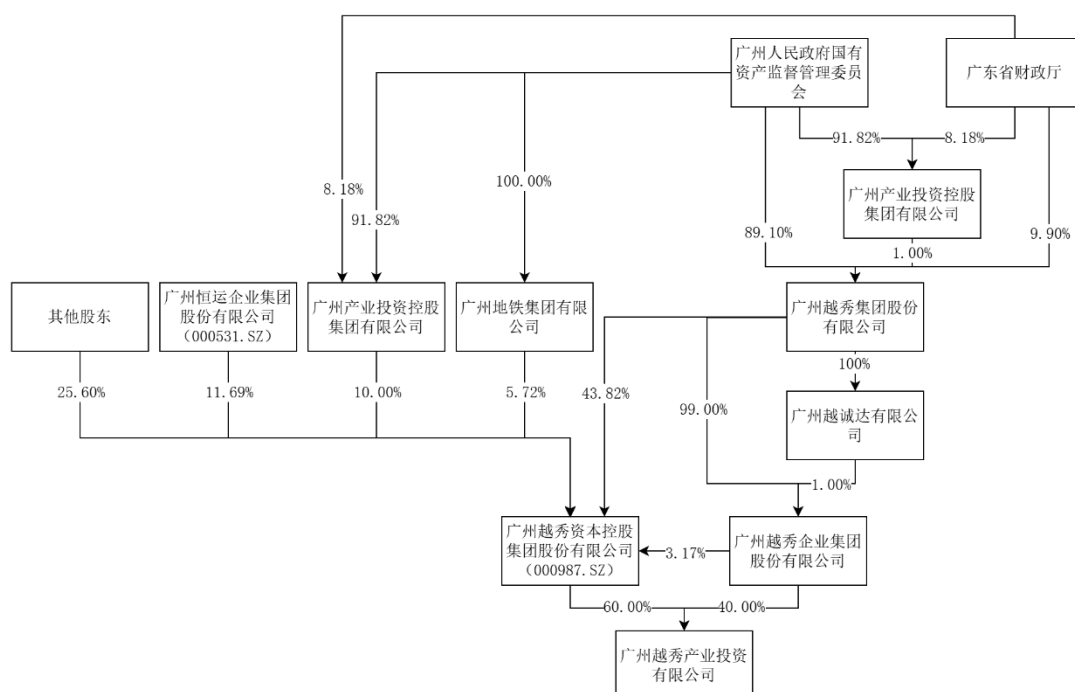 广州人民政府国有
资产监督管理委员
会
广东省财政厅
91.82%
8.18%
8.18%
100.00%
91.82%
广州产业投资控股
集团有限公司
89.10%
9.90%
1.00%
其他股东
广州恒运企业集团
股份有限公司
（000531.SZ）
广州产业投资控股
集团有限公司
广州地铁集团有限
公司
广州越秀集团股份
有限公司
100%
25.60%
11.69%
10.00%
5.72%
43.82%
99.00%
广州越诚达有限公
司
1.00%
广州越秀资本控股
集团股份有限公司
（000987.SZ）
3.17%
广州越秀企业集团
股份有限公司
60.00%
40.00%
广州越秀产业投资
有限公司